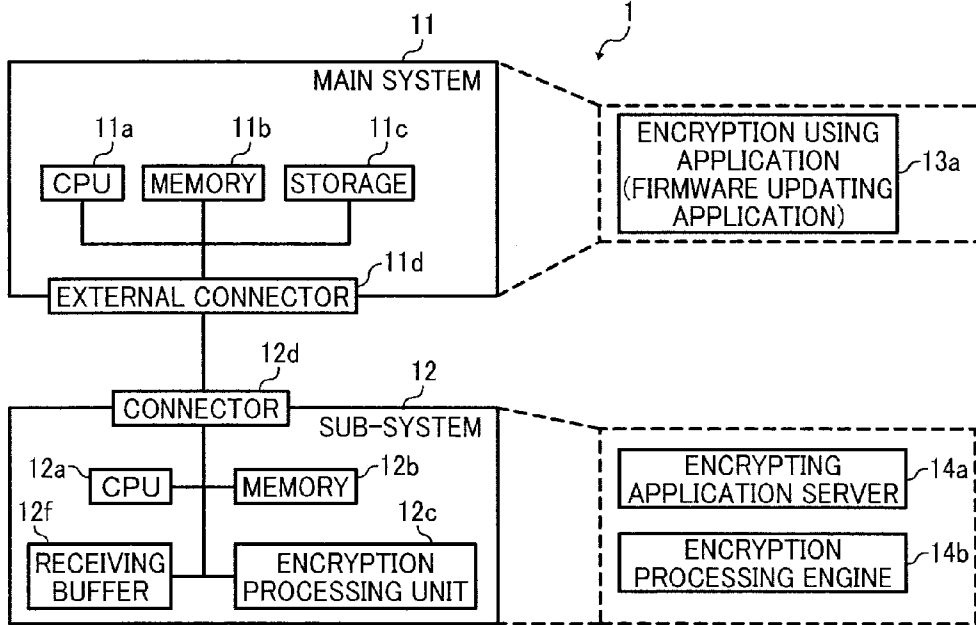 1
11
MAIN SYSTEM
11a
11b
11c
CPU
MEMORY
STORAGE
11d
EXTERNAL CONNECTOR
ENCRYPTION USING
APPLICATION
(FIRMWARE UPDATING
APPLICATION)
13a
12d
12
CONNECTOR
SUB-SYSTEM
12a
CPU
MEMORY
12b
12f
12c
RECEIVING
BUFFER
ENCRYPTION
PROCESSING UNIT
ENCRYPTING
APPLICATION SERVER
14a
ENCRYPTION
PROCESSING ENGINE
14b